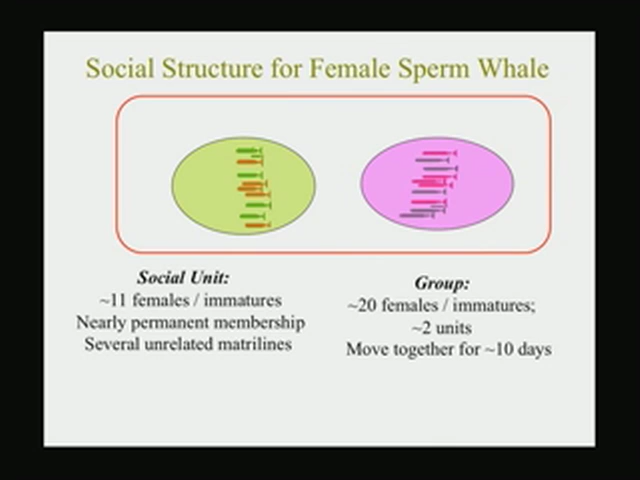 Social Structure for Female Sperm Whale
Social Unit:
~11 females / immatures
Nearly permanent membership
Several unrelated matrilines
Group:
~20 females / immatures;
~2 units
Move together for ~10 days